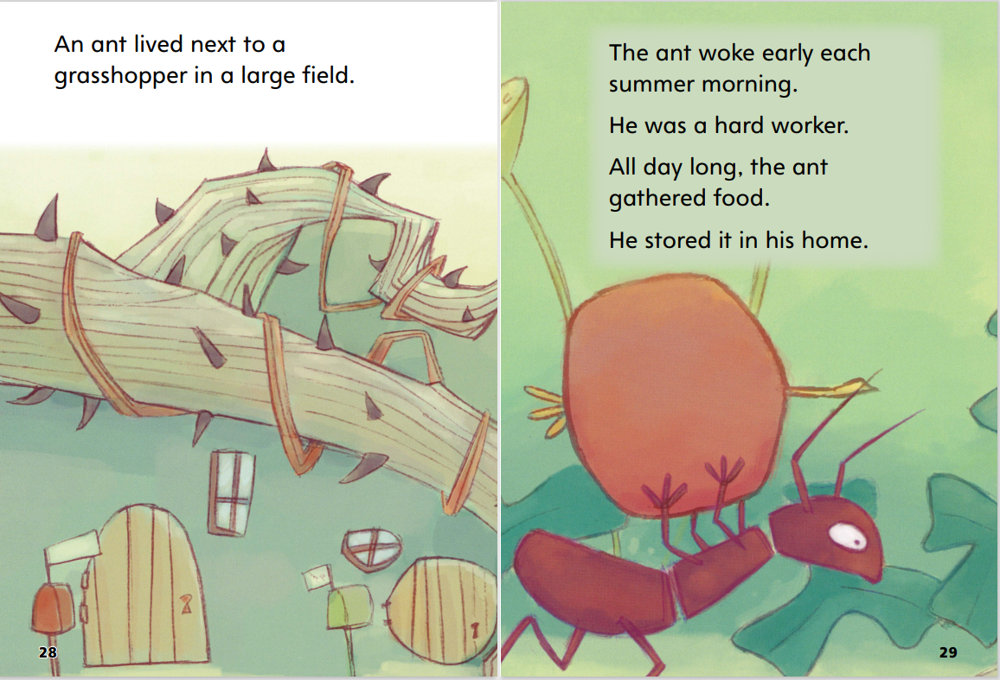 An ant lived next to a
grasshopper in a large field.
28
The ant woke early each
summer morning.
He was a hard worker.
All day long, the ant
gathered food.
He stored it in his home.
29